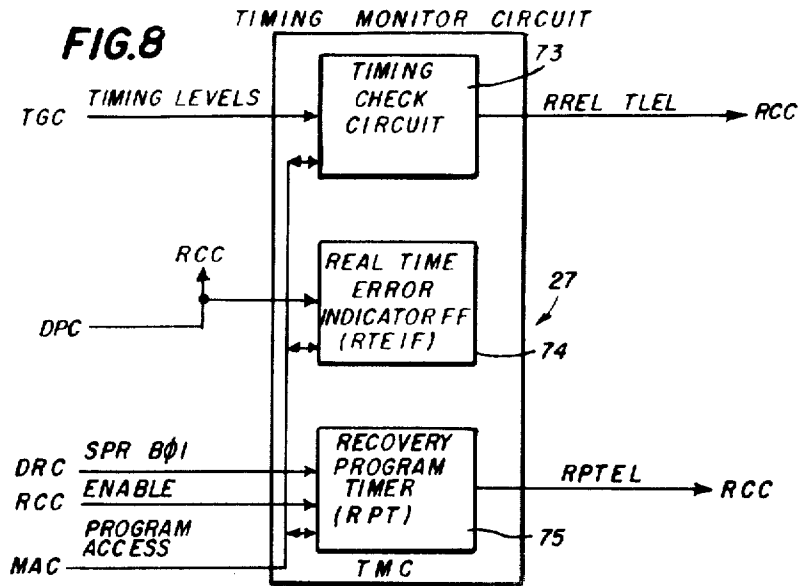 TIMING MONITOR CIRCUIT
FIG.8
TIMING
CHECK
CIRCUIT
73
TGC
TIMING LEVELS
RREL TLEL
RCC
RCC
REAL TIME
ERROR
INDICATOR FF
(RTEIF)
27
74
DPC
RECOVERY
PROGRAM
TIMER
(RPT)
DRC
SPR BØ1
RCC
ENABLE
PROGRAM
ACCESS
MAC
RPTEL
RCC
75
TMC